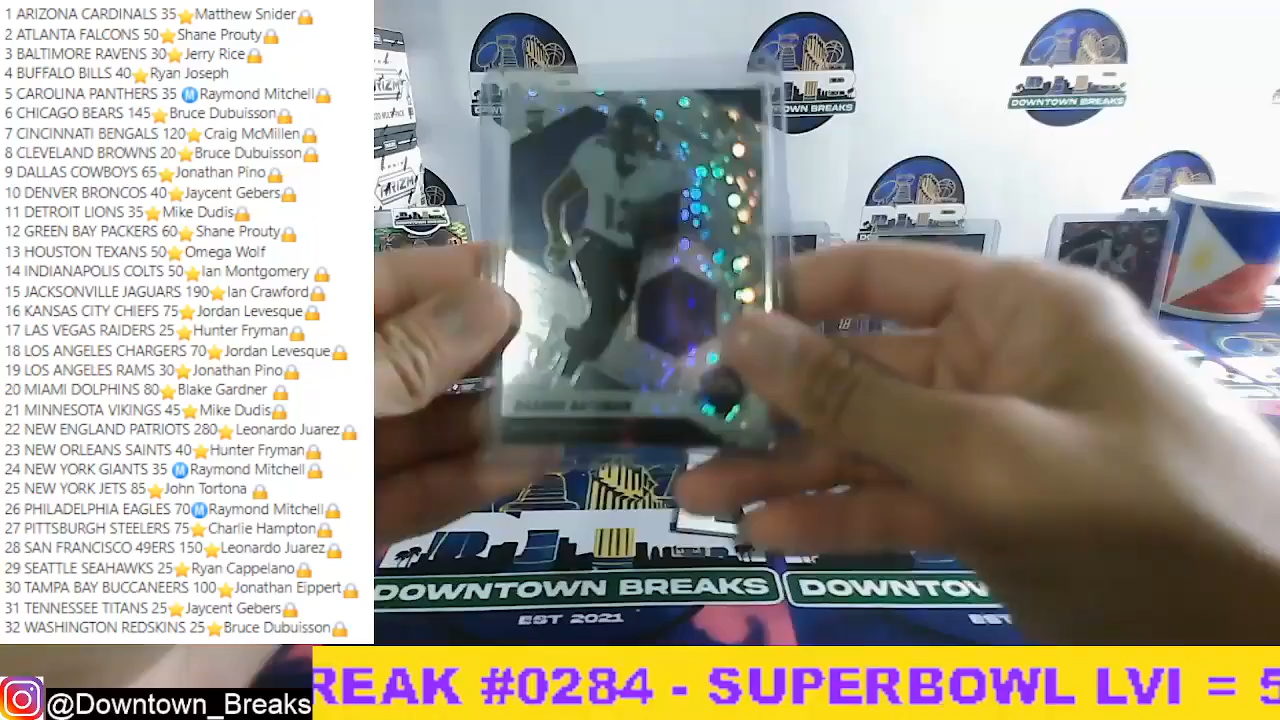 1 ARIZONA CARDINALS 35⭐Matthew Snider🔒
2 ATLANTA FALCONS 50⭐Shane Prouty🔒
3 BALTIMORE RAVENS 30⭐Jerry Rice🔒
4 BUFFALO BILLS 40⭐Ryan Joseph
5 CAROLINA PANTHERS 35 Ⓜ️Raymond Mitchell🔒
6 CHICAGO BEARS 145⭐Bruce Dubuisson🔒
7 CINCINNATI BENGALS 120⭐Craig McMillen🔒
8 CLEVELAND BROWNS 20⭐Bruce Dubuisson🔒
9 DALLAS COWBOYS 65⭐Jonathan Pino🔒
10 DENVER BRONCOS 40⭐Jaycent Gebers🔒
11 DETROIT LIONS 35⭐Mike Dudis🔒
12 GREEN BAY PACKERS 60⭐Shane Prouty🔒
13 HOUSTON TEXANS 50⭐Omega Wolf
14 INDIANAPOLIS COLTS 50⭐Ian Montgomery 🔒
15 JACKSONVILLE JAGUARS 190⭐Ian Crawford🔒
16 KANSAS CITY CHIEFS 75⭐Jordan Levesque🔒
17 LAS VEGAS RAIDERS 25⭐Hunter Fryman🔒
18 LOS ANGELES CHARGERS 70⭐Jordan Levesque🔒
19 LOS ANGELES RAMS 30⭐Jonathan Pino🔒
20 MIAMI DOLPHINS 80⭐Blake Gardner 🔒
21 MINNESOTA VIKINGS 45⭐Mike Dudis🔒
22 NEW ENGLAND PATRIOTS 280⭐Leonardo Juarez🔒
23 NEW ORLEANS SAINTS 40⭐Hunter Fryman🔒
24 NEW YORK GIANTS 35 Ⓜ️Raymond Mitchell🔒
25 NEW YORK JETS 85⭐John Tortona 🔒
26 PHILADELPHIA EAGLES 70Ⓜ️Raymond Mitchell🔒
27 PITTSBURGH STEELERS 75⭐Charlie Hampton🔒
28 SAN FRANCISCO 49ERS 150⭐Leonardo Juarez🔒
29 SEATTLE SEAHAWKS 25⭐Ryan Cappelano🔒
30 TAMPA BAY BUCCANEERS 100⭐Jonathan Eippert🔒
31 TENNESSEE TITANS 25⭐Jaycent Gebers🔒
32 WASHINGTON REDSKINS 25⭐Bruce Dubuisson🔒
DOWNTOWN BREAKS
DOWNTOWN BREAKS
EST 2021
@Downtown_Breaks
REAK #0284 - SUPERBOWL LVI = 5